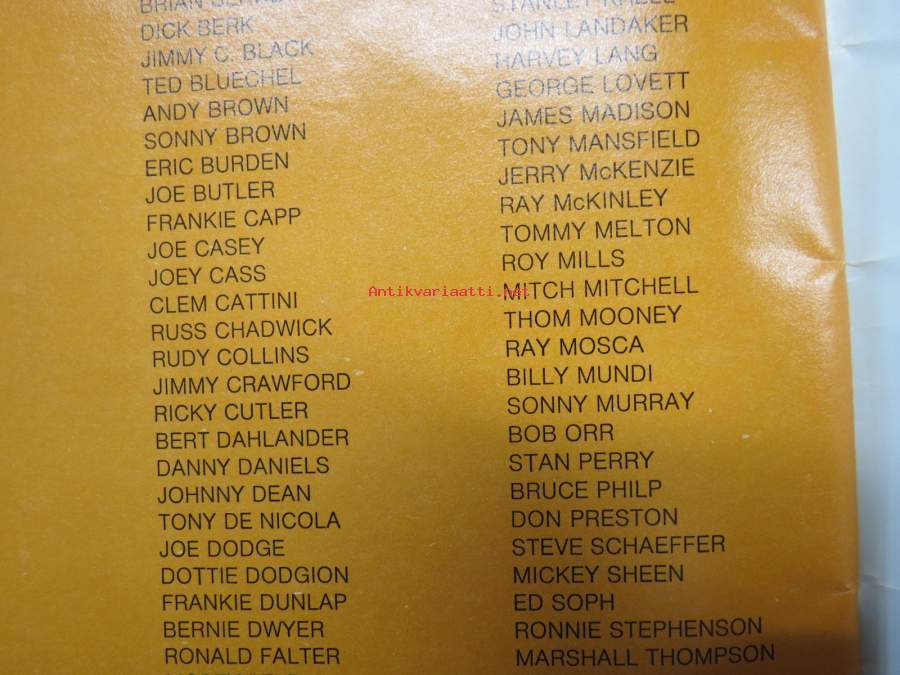 BRIAN
DICK BERK
JIMMY C. BLACK
TED BLUECHEL
ANDY BROWN
SONNY BROWN
ERIC BURDEN
JOE BUTLER
FRANKIE CAPP
JOE CASEY
JOEY CASS
CLEM CATTINI
RUSS CHADWICK
RUDY COLLINS
JIMMY CRAWFORD
RICKY CUTLER
BERT DAHLANDER
DANNY DANIELS
JOHNNY DEAN
TONY DE NICOLA
JOE DODGE
DOTTIE DODGION
FRANKIE DUNLAP
BERNIE DWYER
RONALD FALTER
STANLEY
JOHN LANDAKER
HARVEY LANG
GEORGE LOVETT
JAMES MADISON
TONY MANSFIELD
JERRY McKENZIE
RAY McKINLEY
TOMMY MELTON
ROY MILLS
Antikvariaatti.net
MITCH MITCHELL
THOM MOONEY
RAY MOSCA
BILLY MUNDI
SONNY MURRAY
BOB ORR
STAN PERRY
BRUCE PHILP
DON PRESTON
STEVE SCHAEFFER
MICKEY SHEEN
ED SOPH
RONNIE STEPHENSON
MARSHALL THOMPSON